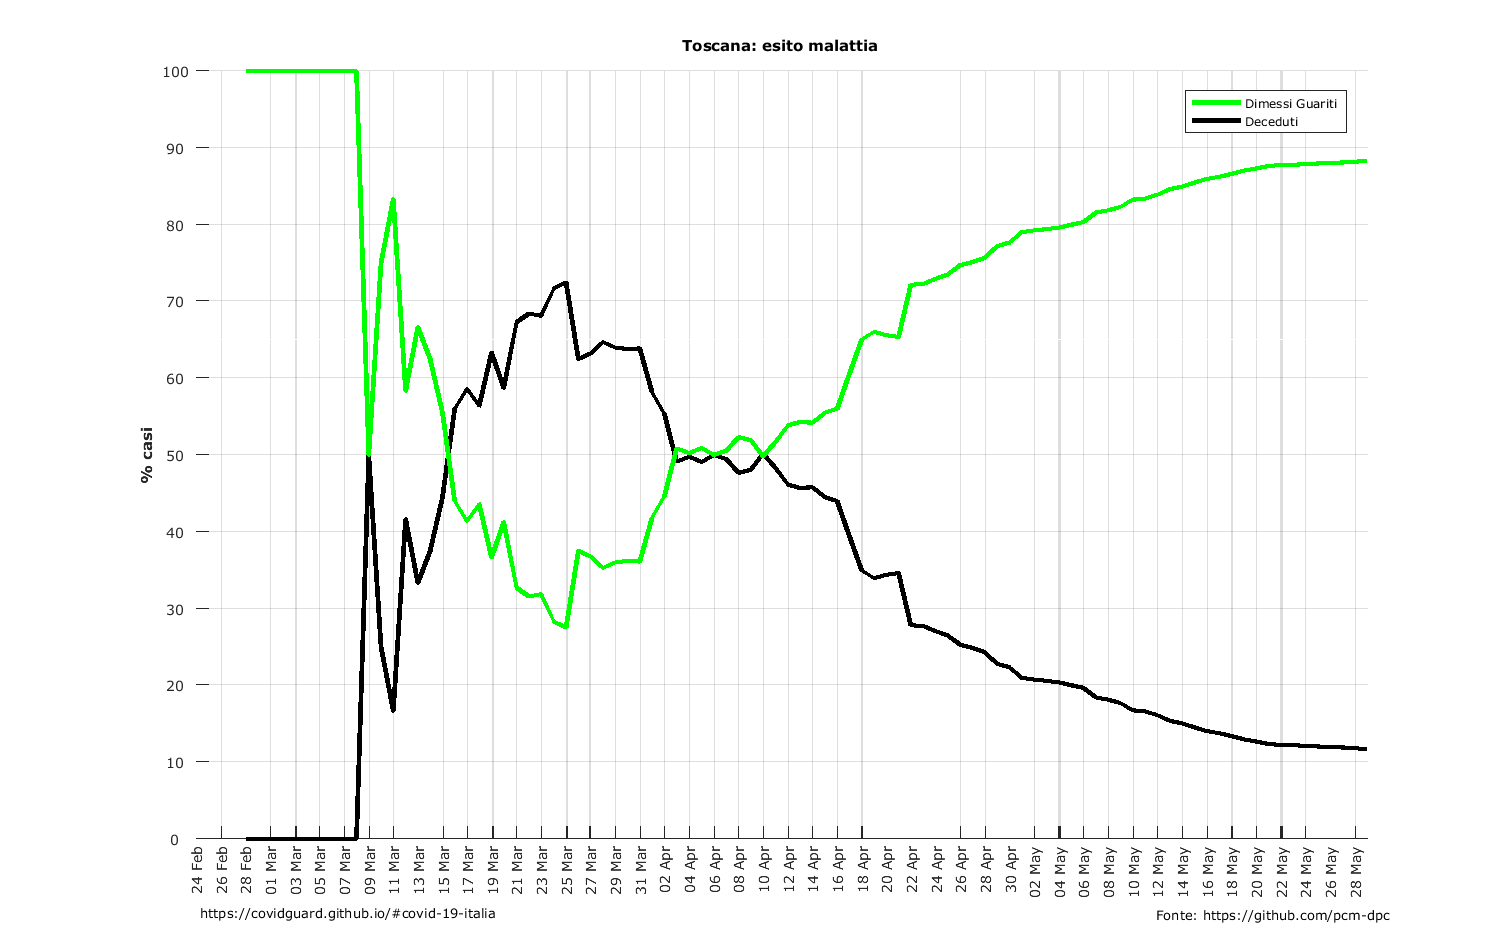 Toscana: esito malattia
100
90
80
70
60
50
40
30
20
10
0
% casi
Dimessi Guariti
Deceduti
24 Feb
26 Feb
28 Feb
01 Mar
03 Mar
05 Mar
07 Mar
09 Mar
11 Mar
13 Mar
15 Mar
17 Mar
19 Mar
21 Mar
23 Mar
25 Mar
27 Mar
29 Mar
31 Mar
02 Apr
04 Apr
06 Apr
08 Apr
10 Apr
12 Apr
14 Apr
16 Apr
18 Apr
20 Apr
22 Apr
24 Apr
26 Apr
28 Apr
30 Apr
02 May
04 May
06 May
08 May
10 May
12 May
14 May
16 May
18 May
20 May
22 May
24 May
26 May
28 May
https://covidguard.github.io/#covid-19-italia
Fonte: https://github.com/pcm-dpc